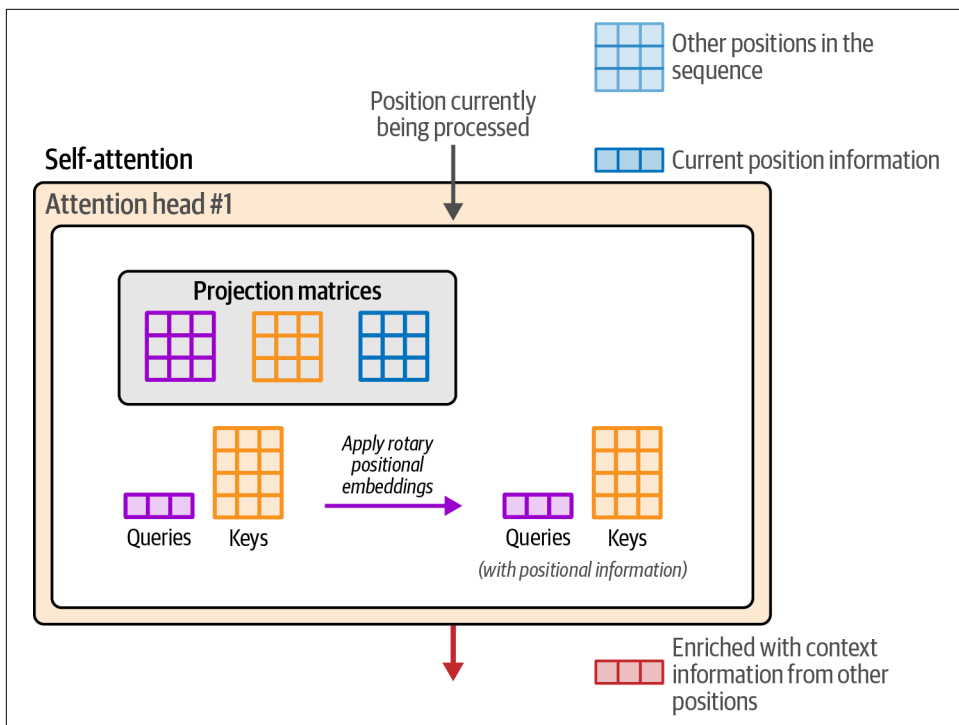 Other positions in the
sequence
Position currently
being processed
Self-attention
Current position information
Attention head #1
Projection matrices
Apply rotary
positional
embeddings
Queries
Keys
Queries
Keys
(with positional information)
Enriched with context
information from other
positions